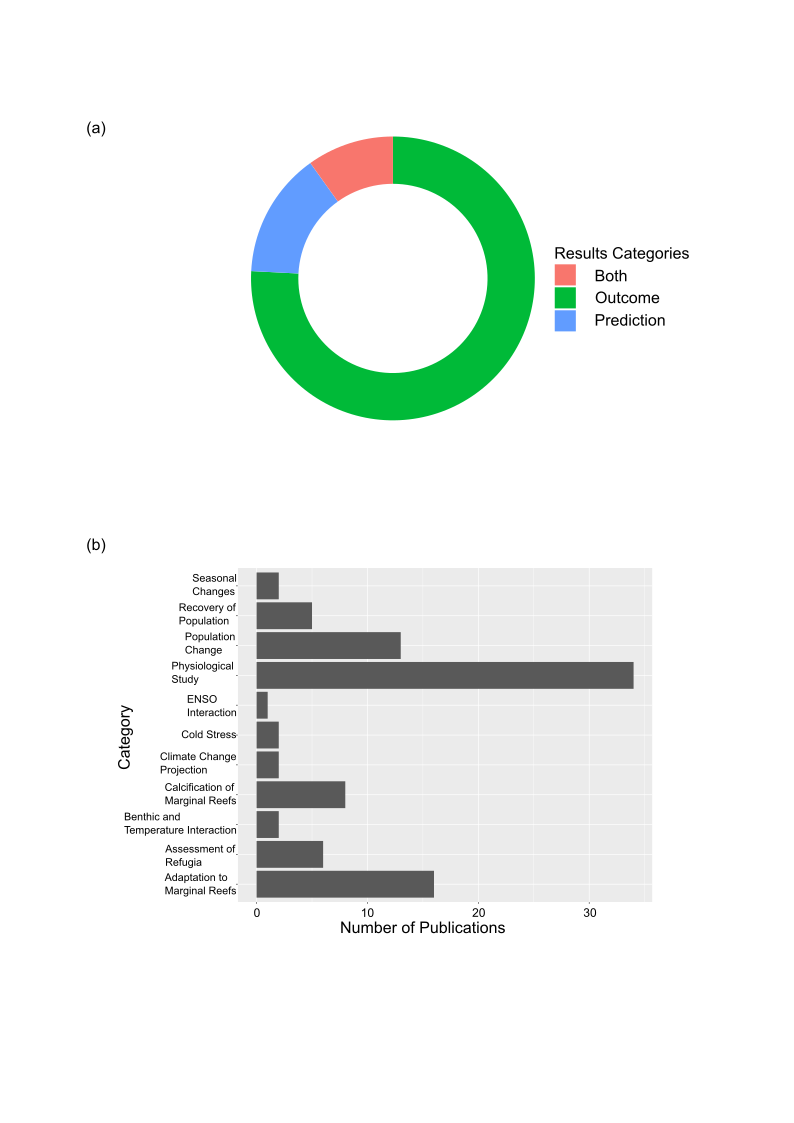 (a)
Results Categories
Both
Outcome
Prediction
(b)
Seasonal
Changes
Recovery of
Population
Population
Change
Physiological
Study
ENSO
Interaction
Cold Stress
Climate Change
Projection
Calcification of
Marginal Reefs
Benthic and
Temperature Interaction
Assessment of
Refugia
Adaptation to
Marginal Reefs
Category
0 10 20 30
Number of Publications